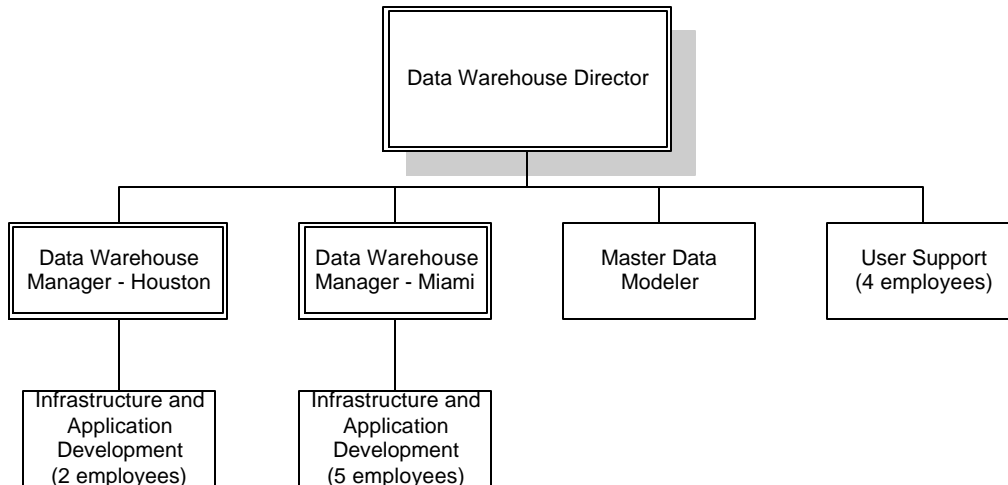 Data Warehouse Director
Data Warehouse
Manager - Houston
Data Warehouse
Manager - Miami
Master Data
Modeler
User Support
(4 employees)
Infrastructure and
Application
Development
(2 employees)
Infrastructure and
Application
Development
(5 employees)